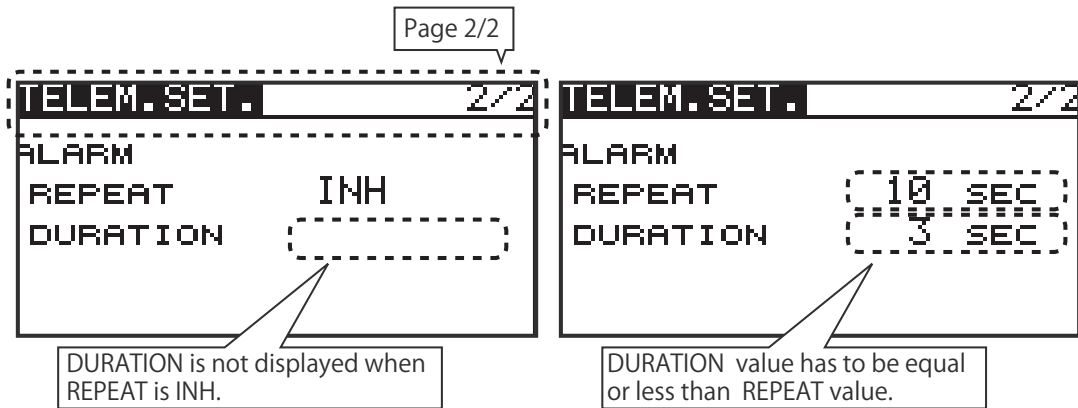 Page 2/2
TELEM.SET. 2/2
ALARM
REPEAT INH
DURATION
DURATION is not displayed when
REPEAT is INH.
TELEM.SET. 2/2
ALARM
REPEAT 10 SEC
DURATION 3 SEC
DURATION value has to be equal
or less than REPEAT value.